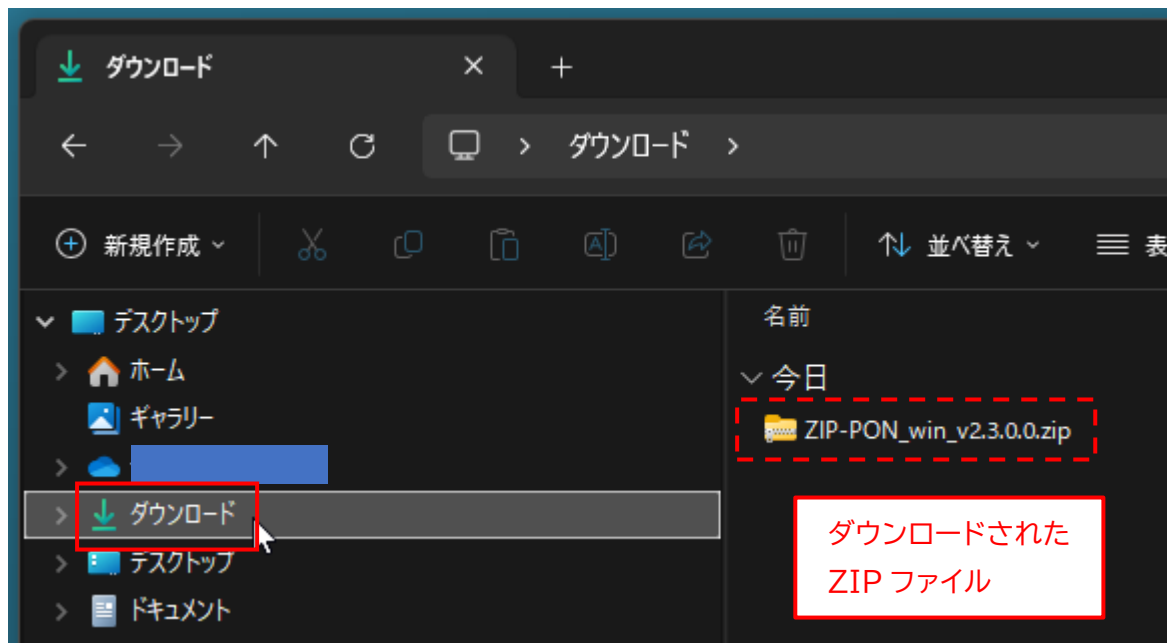 ダウンロード
ダウンロード
新規作成
並べ替え
表
デスクトップ
ホーム
ギャラリー
ダウンロード
デスクトップ
ドキュメント
名前
今日
ZIP-PON_win_v2.3.0.0.zip
ダウンロードされた
ZIP ファイル